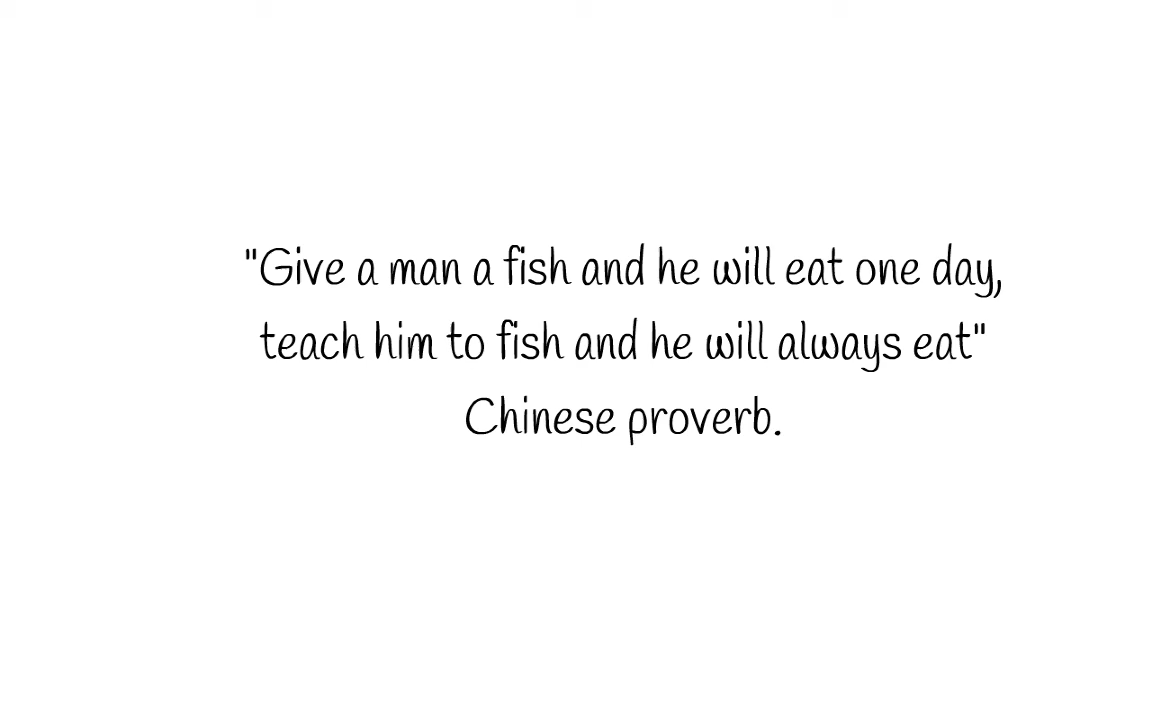 "Give a man a fish and he will eat one day,
teach him to fish and he will always eat"
Chinese proverb.